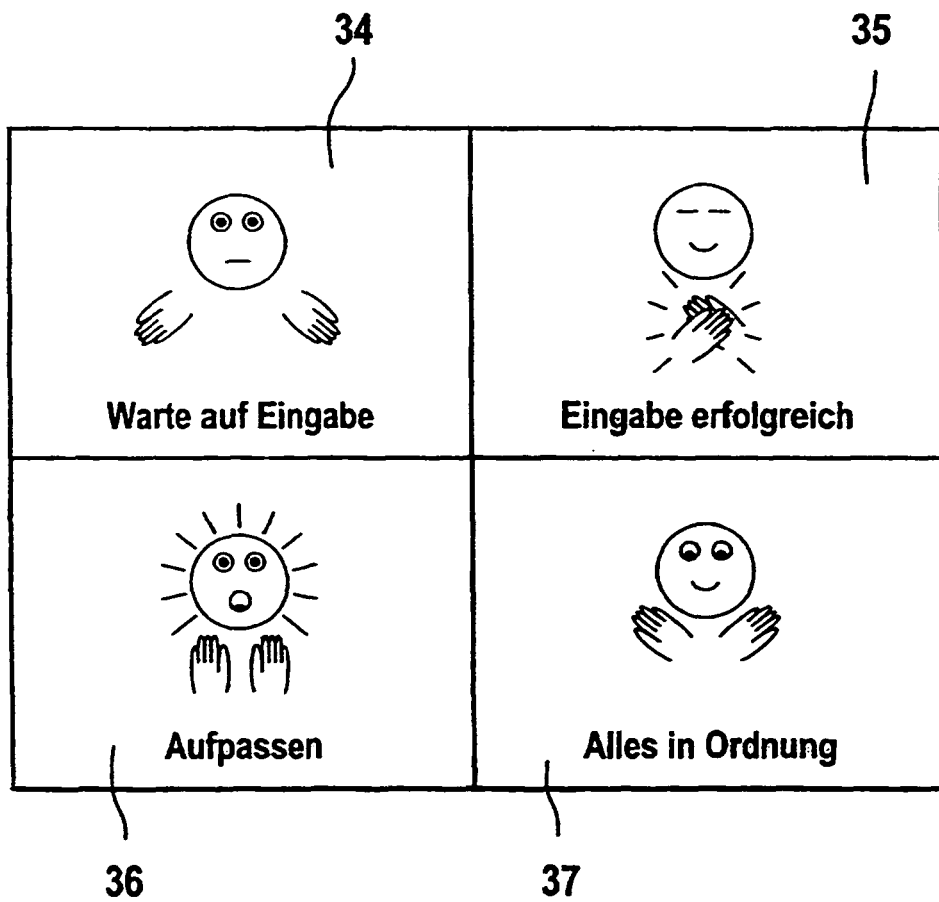 34
35
Warte auf Eingabe
Eingabe erfolgreich
Aufpassen
Alles in Ordnung
36
37